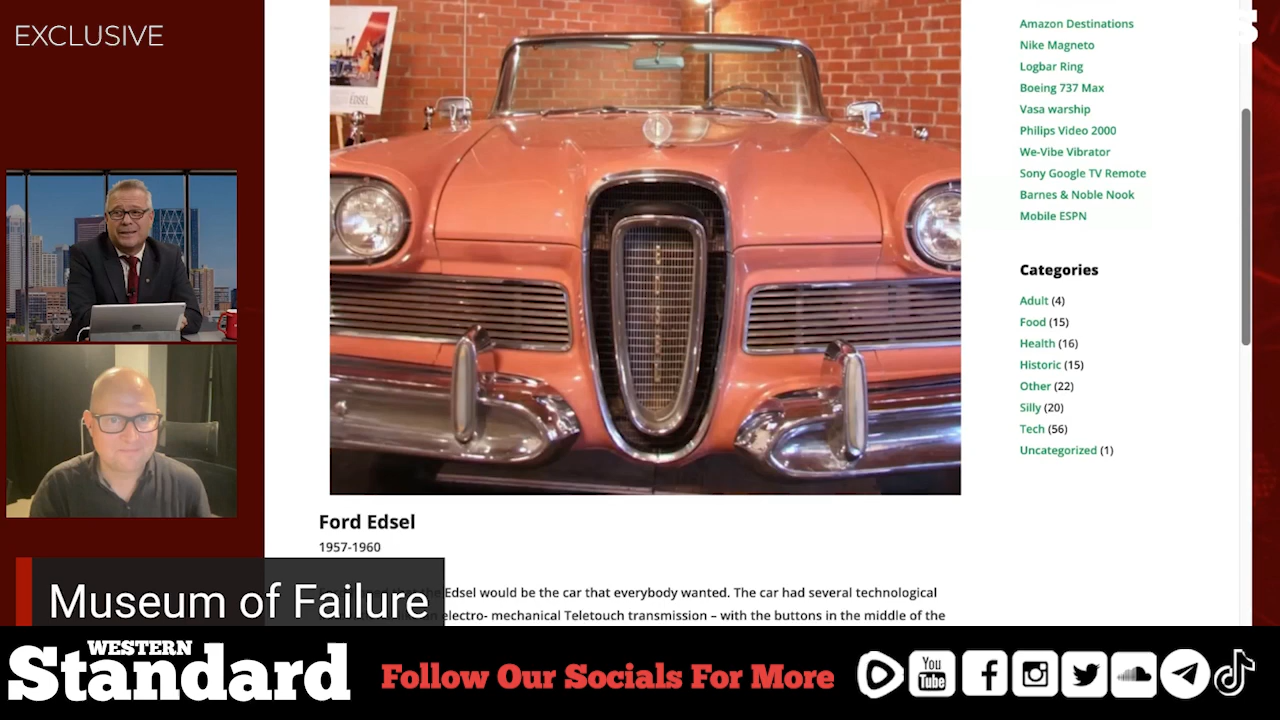 EXCLUSIVE
EDSEL
Amazon Destinations
Nike Magneto
Logbar Ring
Boeing 737 Max
Vasa warship
Philips Video 2000
We-Vibe Vibrator
Sony Google TV Remote
Barnes & Noble Nook
Mobile ESPN
Categories
Adult (4)
Food (15)
Health (16)
Historic (15)
Other (22)
Silly (20)
Tech (56)
Uncategorized (1)
Ford Edsel
1957-1960
Edsel would be the car that everybody wanted. The car had several technological
electro- mechanical Teletouch transmission – with the buttons in the middle of the
Museum of Failure
WESTERN
Standard
Follow Our Socials For More
You
Tube